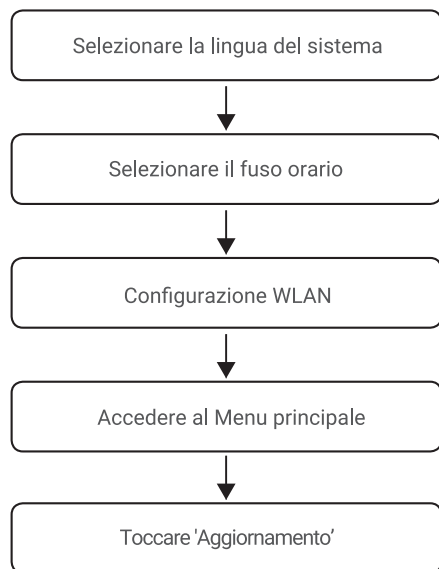 Selezionare la lingua del sistema
Selezionare il fuso orario
Configurazione WLAN
Accedere al Menu principale
Toccare 'Aggiornamento’